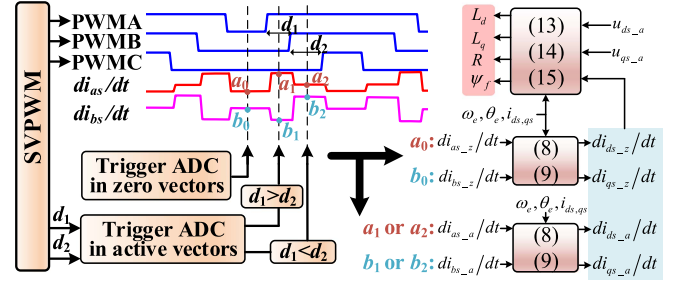 SVPWM
PWMA
PWMB
PWMC
di_as/dt
di_bs/dt
d_1
d_2
a_0
a_1
a_2
b_0
b_1
b_2
Trigger ADC
in zero vectors
d_1>d_2
d_1
d_2
Trigger ADC
in active vectors
d_1<d_2
L_d
L_q
R
ψ_f
(13)
(14)
(15)
u_ds_a
u_qs_a
ω_e,θ_e,i_ds,qs
a_0: di_as_z/dt
b_0: di_bs_z/dt
(8)
(9)
di_ds_z/dt
di_qs_z/dt
ω_e,θ_e,i_ds,qs
a_1 or a_2: di_as_a/dt
b_1 or b_2: di_bs_a/dt
(8)
(9)
di_ds_a/dt
di_qs_a/dt